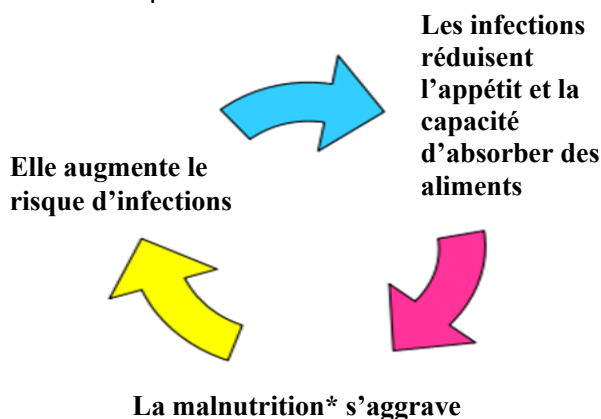 Les infections
réduisent
l’appétit et la
capacité
d’absorber des
aliments
Elle augmente le
risque d’infections
La malnutrition* s’aggrave